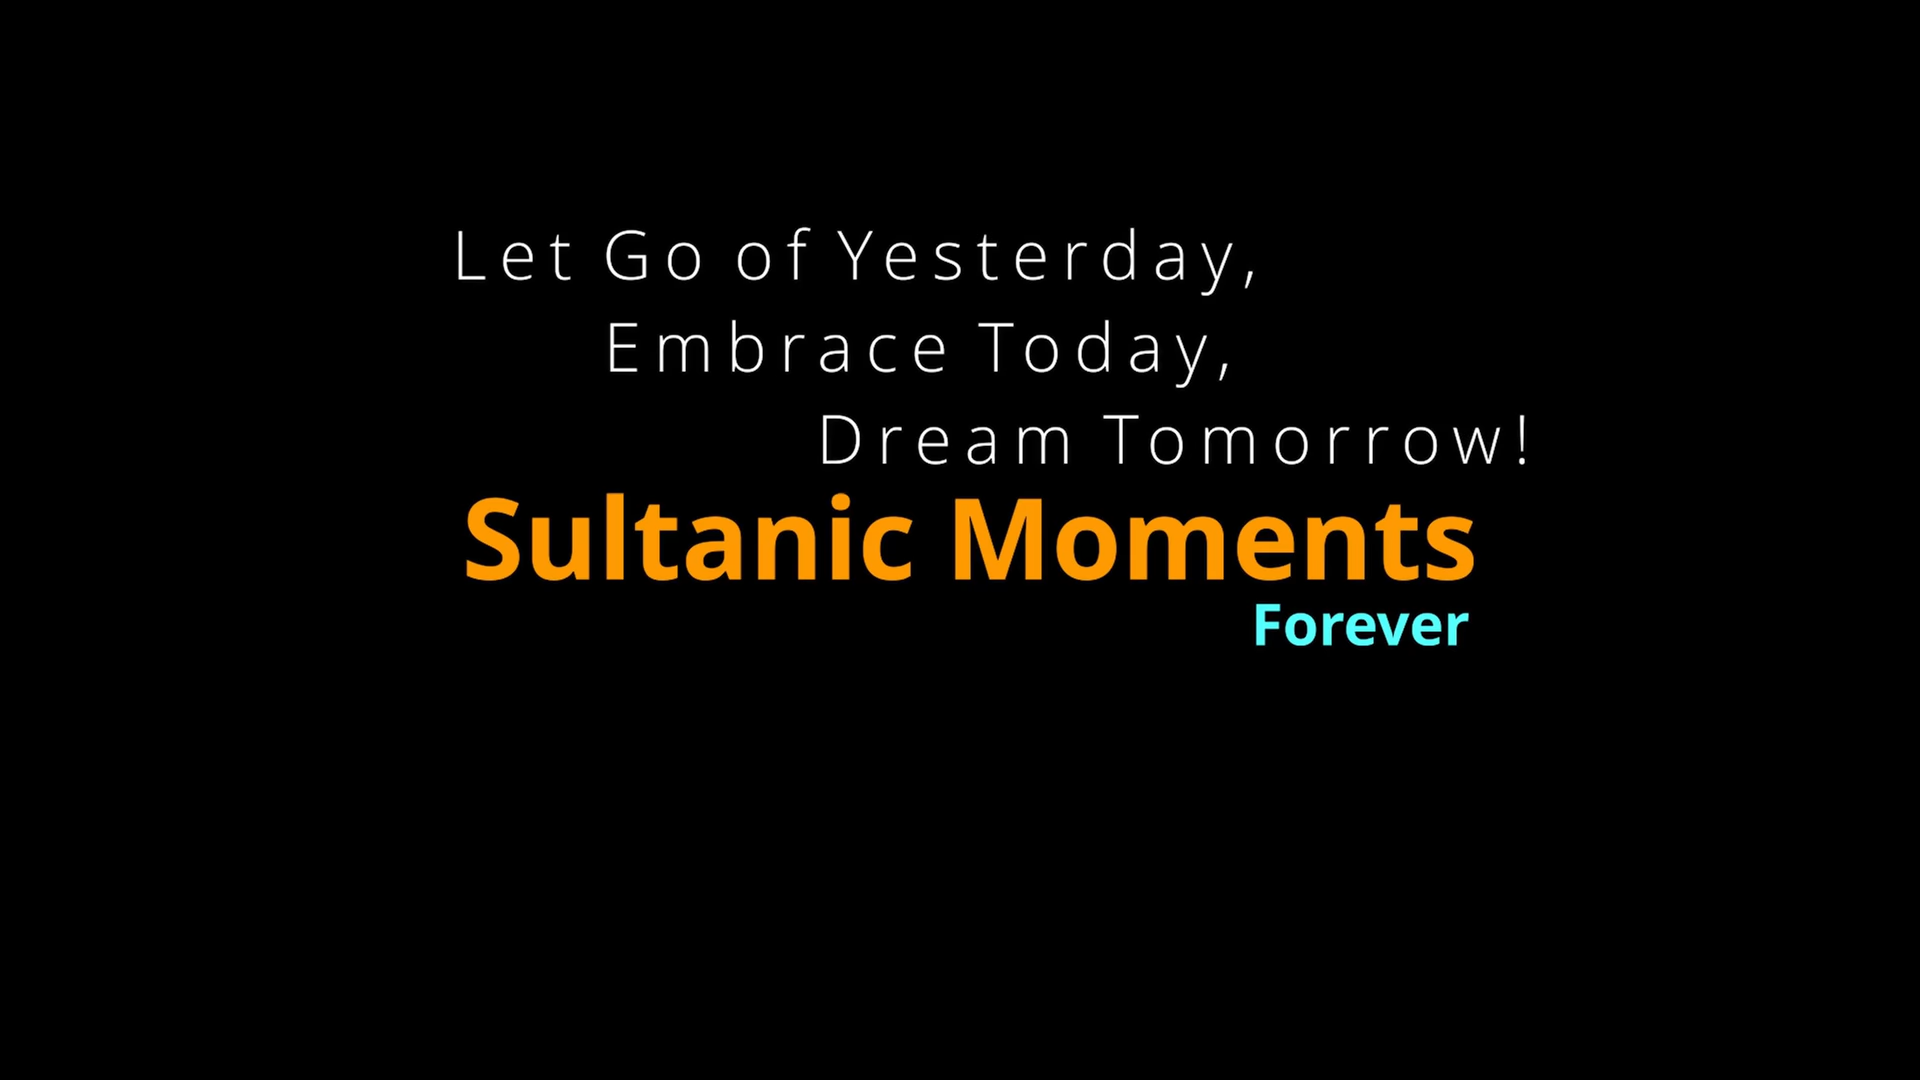 Let Go of Yesterday,
Embrace Today,
Dream Tomorrow!
Sultanic Moments
Forever